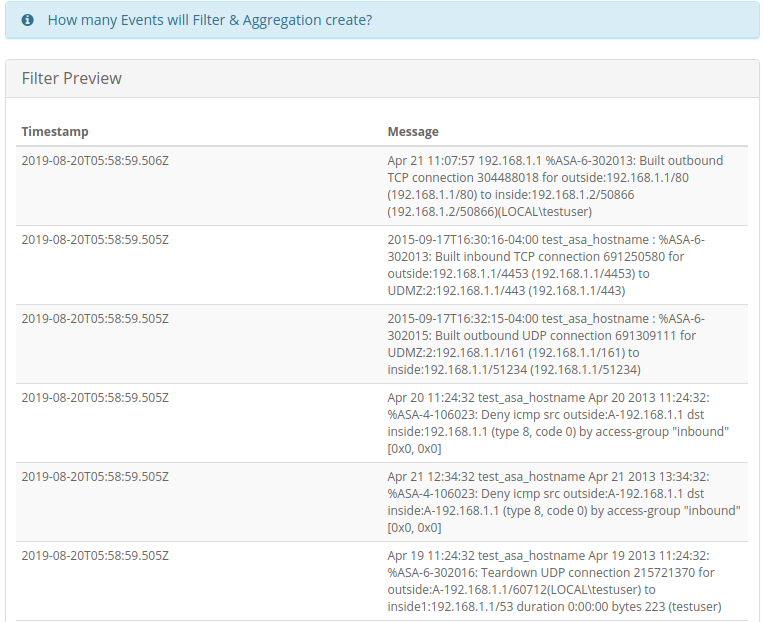 How many Events will Filter & Aggregation create?
Filter Preview
Timestamp Message
2019-08-20T05:58:59.506Z Apr 21 11:07:57 192.168.1.1 %ASA-6-302013: Built outbound
TCP connection 304488018 for outside:192.168.1.1/80
(192.168.1.1/80) to inside:192.168.1.2/50866
(192.168.1.2/50866)(LOCAL\testuser)
2019-08-20T05:58:59.505Z 2015-09-17T16:30:16-04:00 test_asa_hostname : %ASA-6-
302013: Built inbound TCP connection 691250580 for
outside:192.168.1.1/4453 (192.168.1.1/4453) to
UDMZ:2:192.168.1.1/443 (192.168.1.1/443)
2019-08-20T05:58:59.505Z 2015-09-17T16:32:15-04:00 test_asa_hostname : %ASA-6-
302015: Built outbound UDP connection 691309111 for
UDMZ:2:192.168.1.1/161 (192.168.1.1/161) to
inside:192.168.1.1/51234 (192.168.1.1/51234)
2019-08-20T05:58:59.505Z Apr 20 11:24:32 test_asa_hostname Apr 20 2013 11:24:32:
%ASA-4-106023: Deny icmp src outside:A-192.168.1.1 dst
inside:192.168.1.1 (type 8, code 0) by access-group "inbound"
[0x0, 0x0]
2019-08-20T05:58:59.505Z Apr 21 12:34:32 test_asa_hostname Apr 21 2013 13:34:32:
%ASA-4-106023: Deny icmp src outside:A-192.168.1.1 dst
inside:A-192.168.1.1 (type 8, code 0) by access-group "inbound"
[0x0, 0x0]
2019-08-20T05:58:59.505Z Apr 19 11:24:32 test_asa_hostname Apr 19 2013 11:24:32:
%ASA-6-302016: Teardown UDP connection 215721370 for
outside:A-192.168.1.1/60712(LOCAL\testuser) to
inside1:192.168.1.1/53 duration 0:00:00 bytes 223 (testuser)